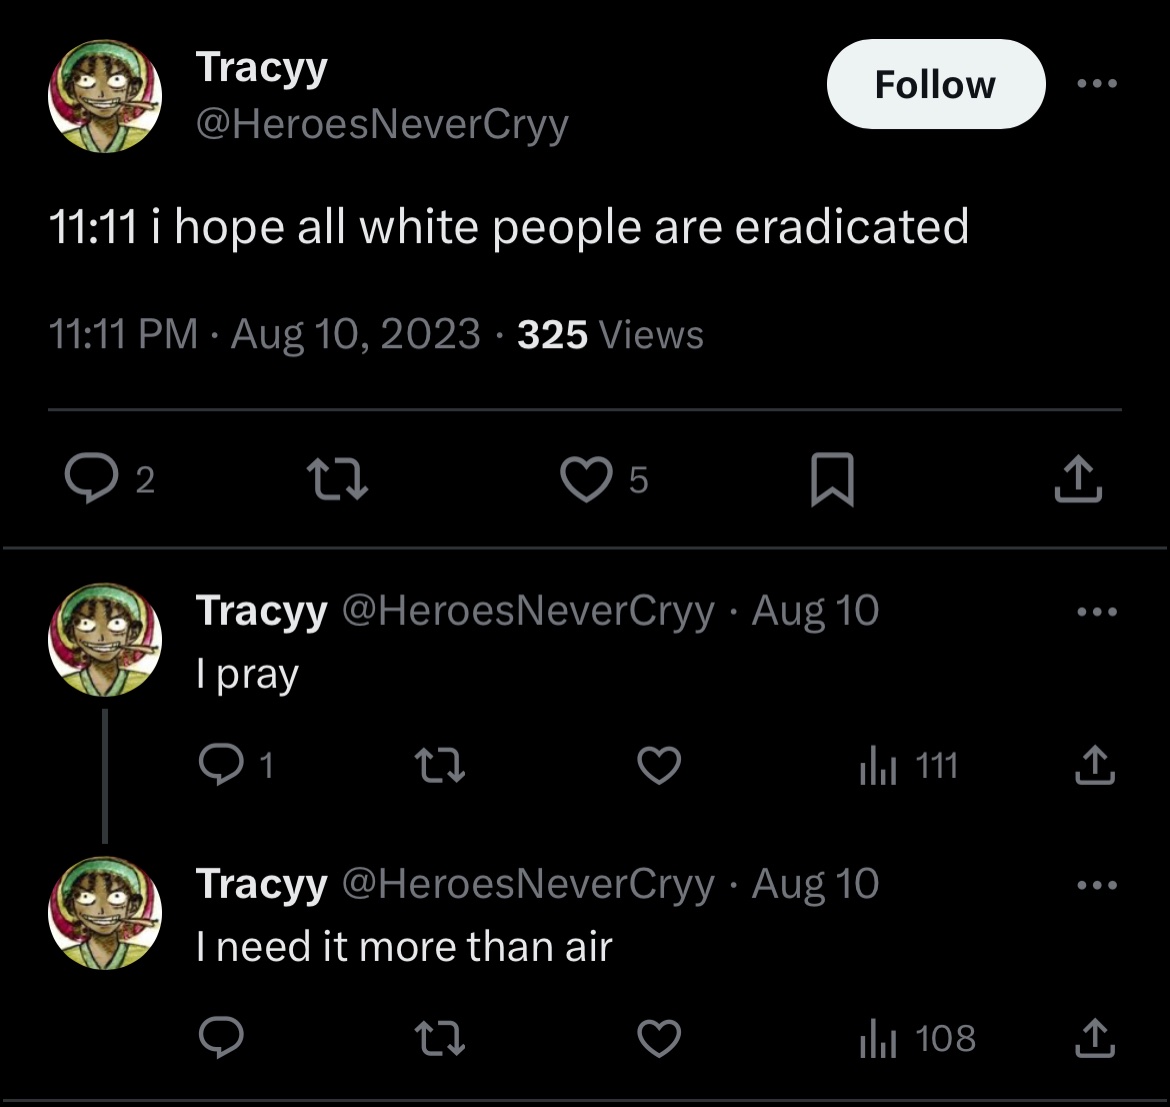 Tracyy
Follow
@HeroesNeverCryy
11:11 i hope all white people are eradicated
11:11 PM · Aug 10, 2023 · 325 Views
2 5
Tracyy @HeroesNeverCryy · Aug 10
I pray
1 111
Tracyy @HeroesNeverCryy · Aug 10
I need it more than air
108